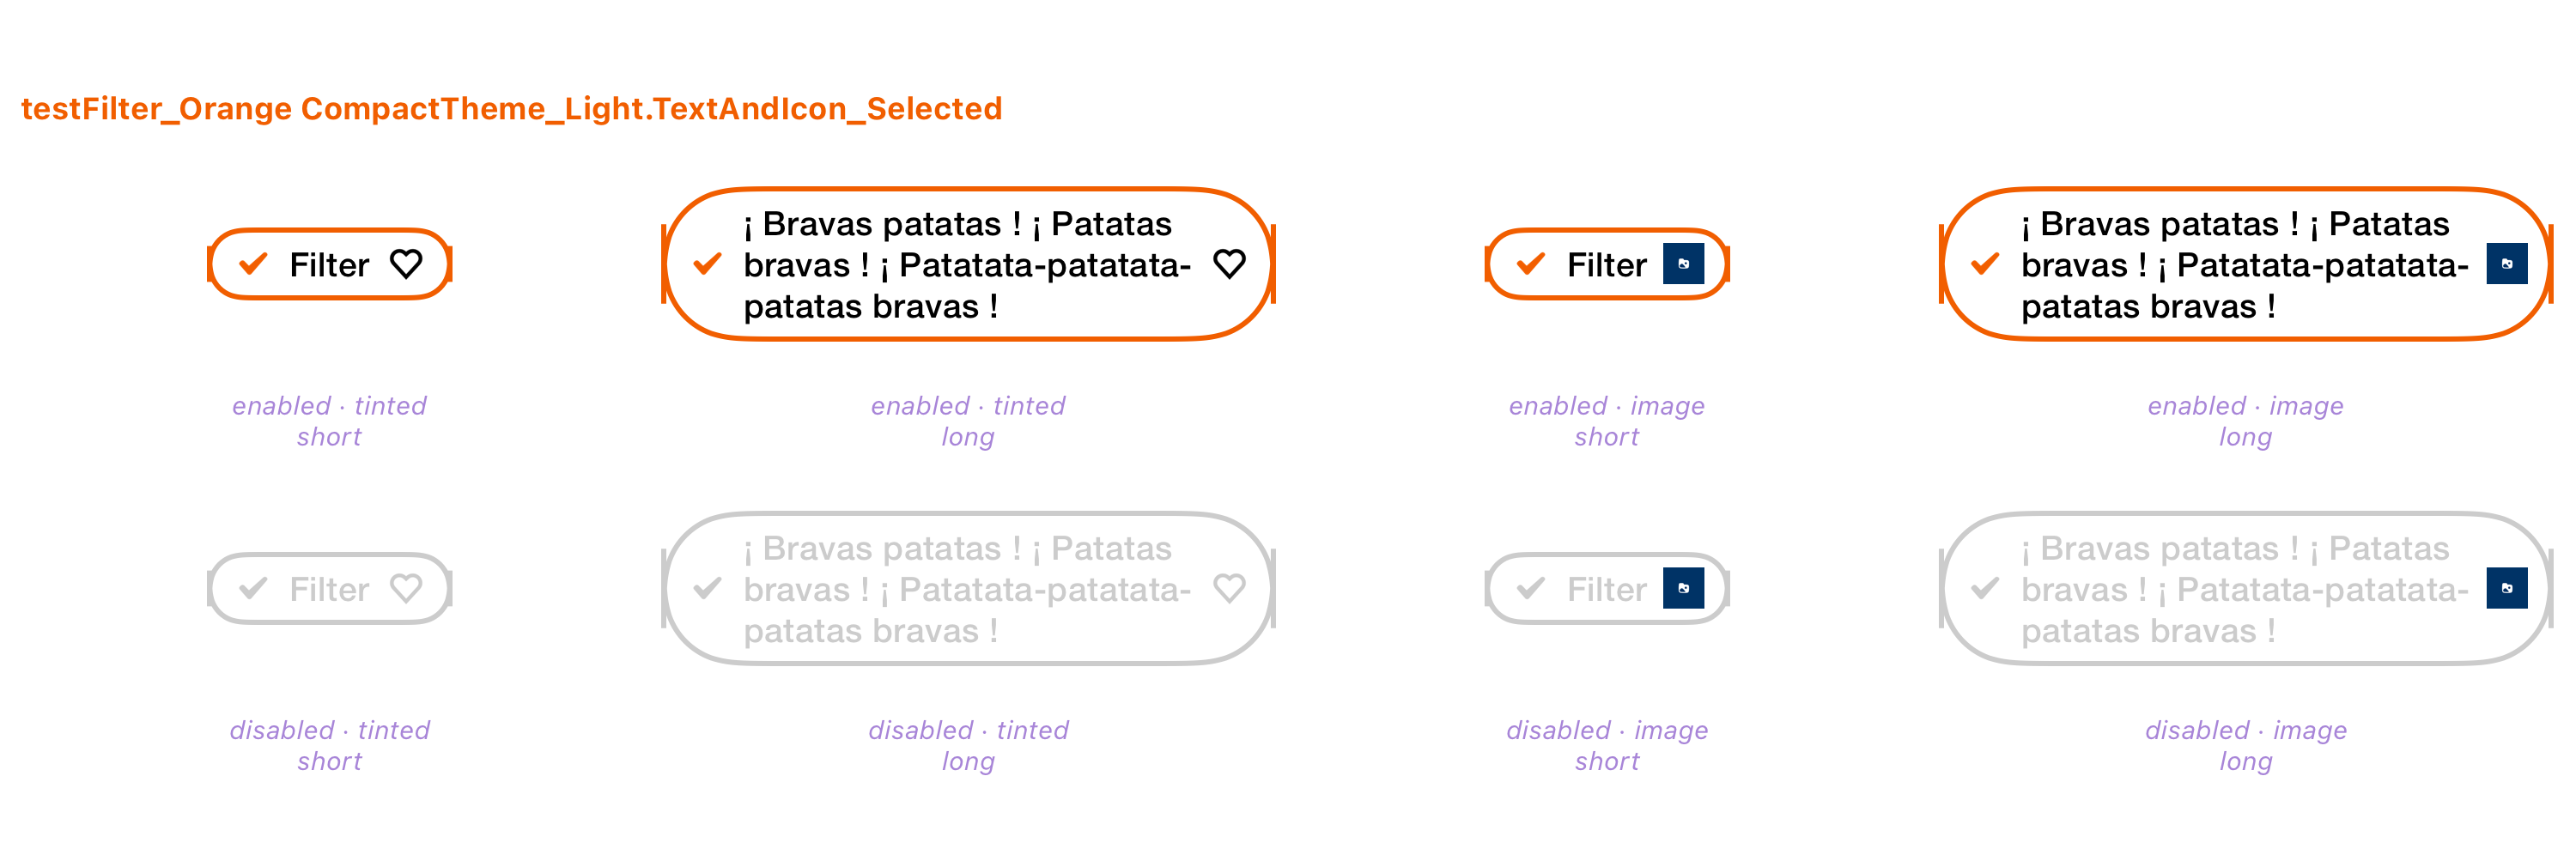 testFilter_Orange CompactTheme_Light.TextAndIcon_Selected
Filter
¡ Bravas patatas ! ¡ Patatas
bravas ! ¡ Patatata-patatata-
patatas bravas !
Filter
¡ Bravas patatas ! ¡ Patatas
bravas ! ¡ Patatata-patatata-
patatas bravas !
enabled · tinted
short
enabled · tinted
long
enabled · image
short
enabled · image
long
Filter
¡ Bravas patatas ! ¡ Patatas
bravas ! ¡ Patatata-patatata-
patatas bravas !
Filter
¡ Bravas patatas ! ¡ Patatas
bravas ! ¡ Patatata-patatata-
patatas bravas !
disabled · tinted
short
disabled · tinted
long
disabled · image
short
disabled · image
long